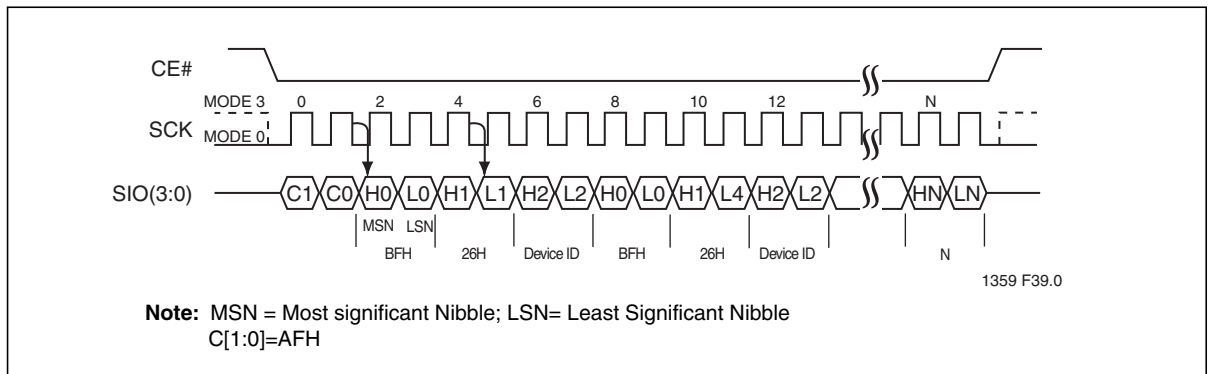 CE#
MODE 3 0 2 4 6 8 10 12 N
SCK
MODE 0
SIO(3:0) C1 C0 H0 L0 H1 L1 H2 L2 H0 L0 H1 L4 H2 L2 HN LN
MSN LSN
BFH 26H Device ID BFH 26H Device ID N
1359 F39.0
Note: MSN = Most significant Nibble; LSN= Least Significant Nibble
C[1:0]=AFH